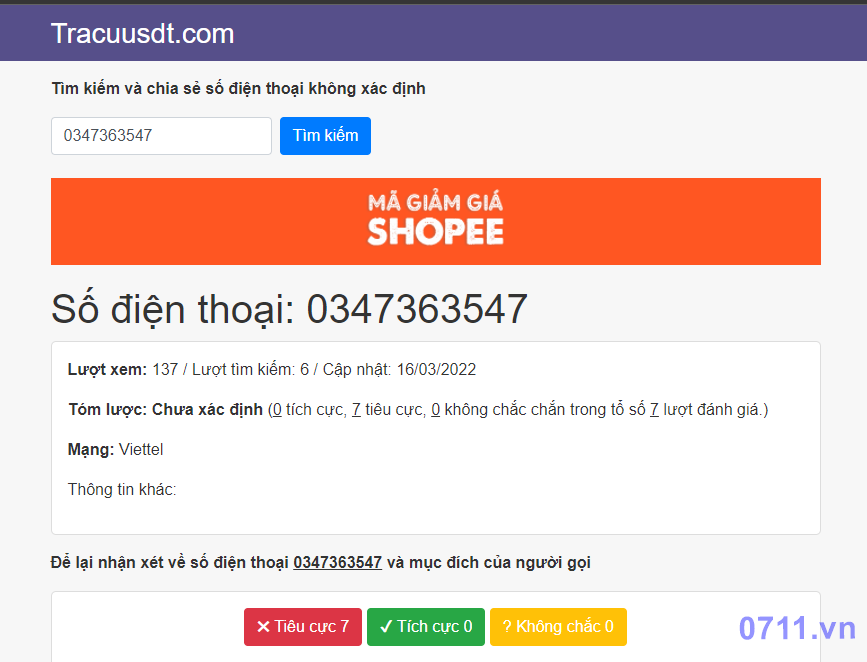 Tracuusdt.com
Tìm kiếm và chia sẻ số điện thoại không xác định
0347363547 Tìm kiếm
MÃ GIẢM GIÁ
SHOPEE
Số điện thoại: 0347363547
Lượt xem: 137 / Lượt tìm kiếm: 6 / Cập nhật: 16/03/2022
Tóm lược: Chưa xác định (0 tích cực, 7 tiêu cực, 0 không chắc chắn trong tổ số 7 lượt đánh giá.)
Mạng: Viettel
Thông tin khác:
Để lại nhận xét về số điện thoại 0347363547 và mục đích của người gọi
× Tiêu cực 7 ✓ Tích cực 0 ? Không chắc 0
0711.vn